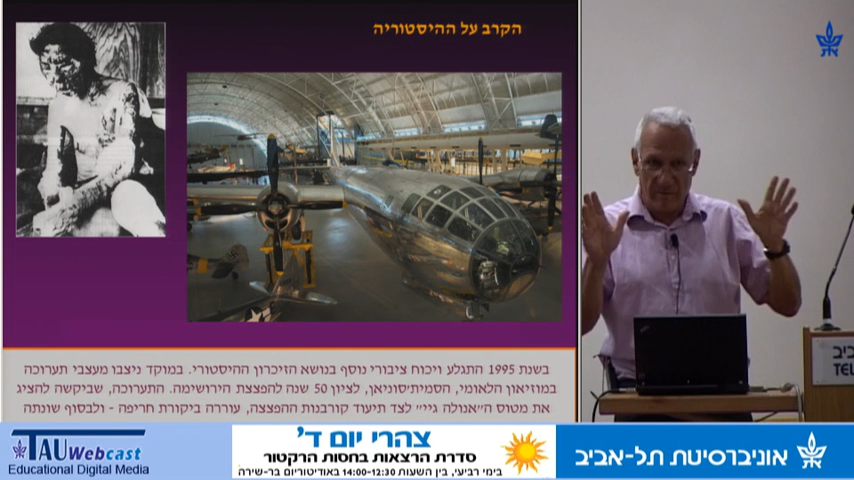 הקרב על ההיסטוריה
בשנת 1995 התגלע ויכוח ציבורי נוסף בנושא הזיכרון ההיסטורי. במוקד ניצבו מעצבי תערוכה
במוזיאון הלאומי, הסמית׳סוניאן, לציון 50 שנה להפצצת הירושימה. התערוכה, שביקשה להציג
את מטוס ה״אנולה גיי״ לצד תיעוד קורבנות ההפצצה, עוררה ביקורת חריפה - ולבסוף שונתה
TAU Webcast
Educational Digital Media
צהרי יום ד׳
סדרת הרצאות בחסות הרקטור
בימי רביעי, בין השעות 14:00-12:30 באודיטוריום בר-שירה
אוניברסיטת תל-אביב